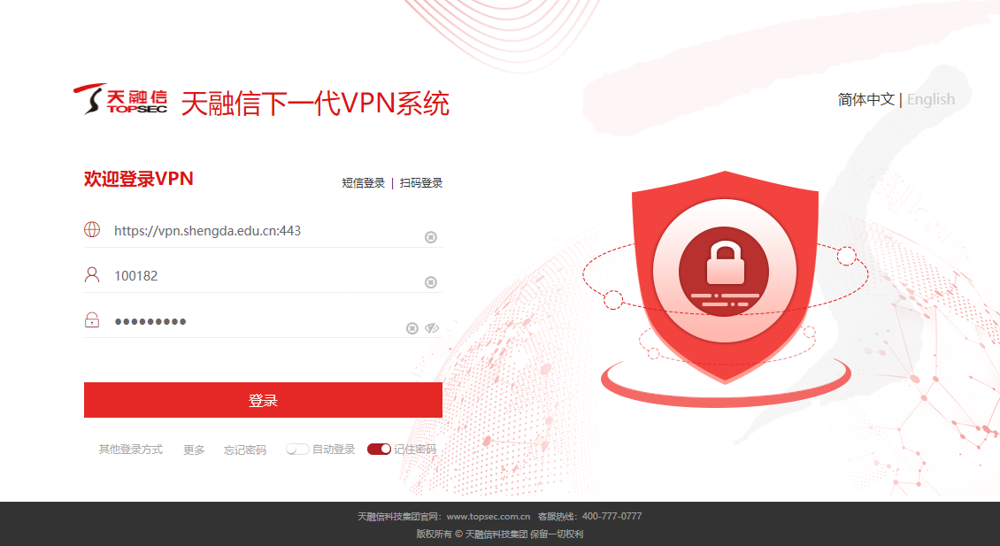 天融信
TOPSEC
天融信下一代VPN系统
简体中文 | English
欢迎登录VPN
短信登录 | 扫码登录
https://vpn.shengda.edu.cn:443
100182
●●●●●●●●●
登录
其他登录方式 更多 忘记密码 自动登录 记住密码
天融信科技集团官网：www.topsec.com.cn 客服热线：400-777-0777
版权所有 © 天融信科技集团 保留一切权利